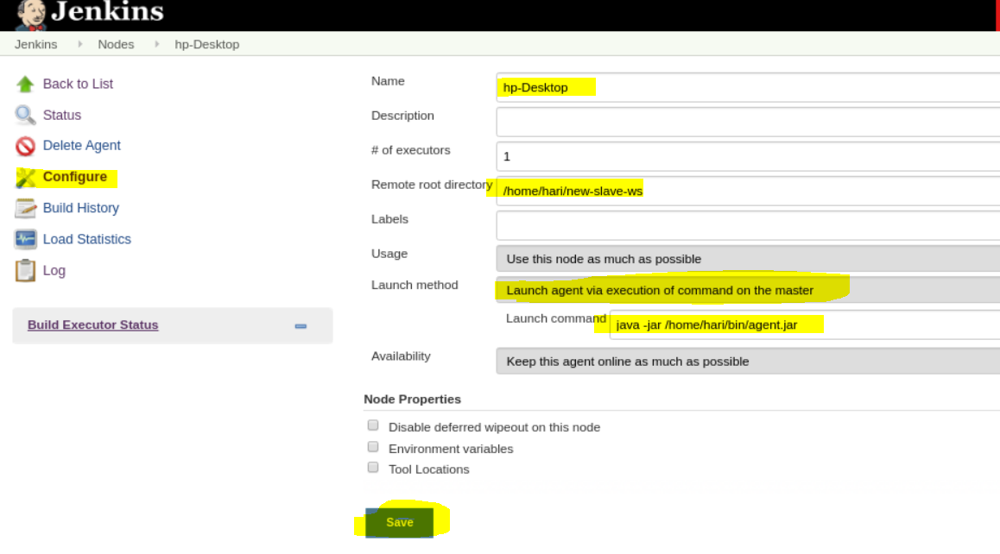 Jenkins
Jenkins Nodes hp-Desktop
Back to List
Status
Delete Agent
Configure
Build History
Load Statistics
Log
Build Executor Status
Name hp-Desktop
Description
# of executors 1
Remote root directory /home/hari/new-slave-ws
Labels
Usage Use this node as much as possible
Launch method Launch agent via execution of command on the master
Launch command java -jar /home/hari/bin/agent.jar
Availability Keep this agent online as much as possible
Node Properties
Disable deferred wipeout on this node
Environment variables
Tool Locations
Save